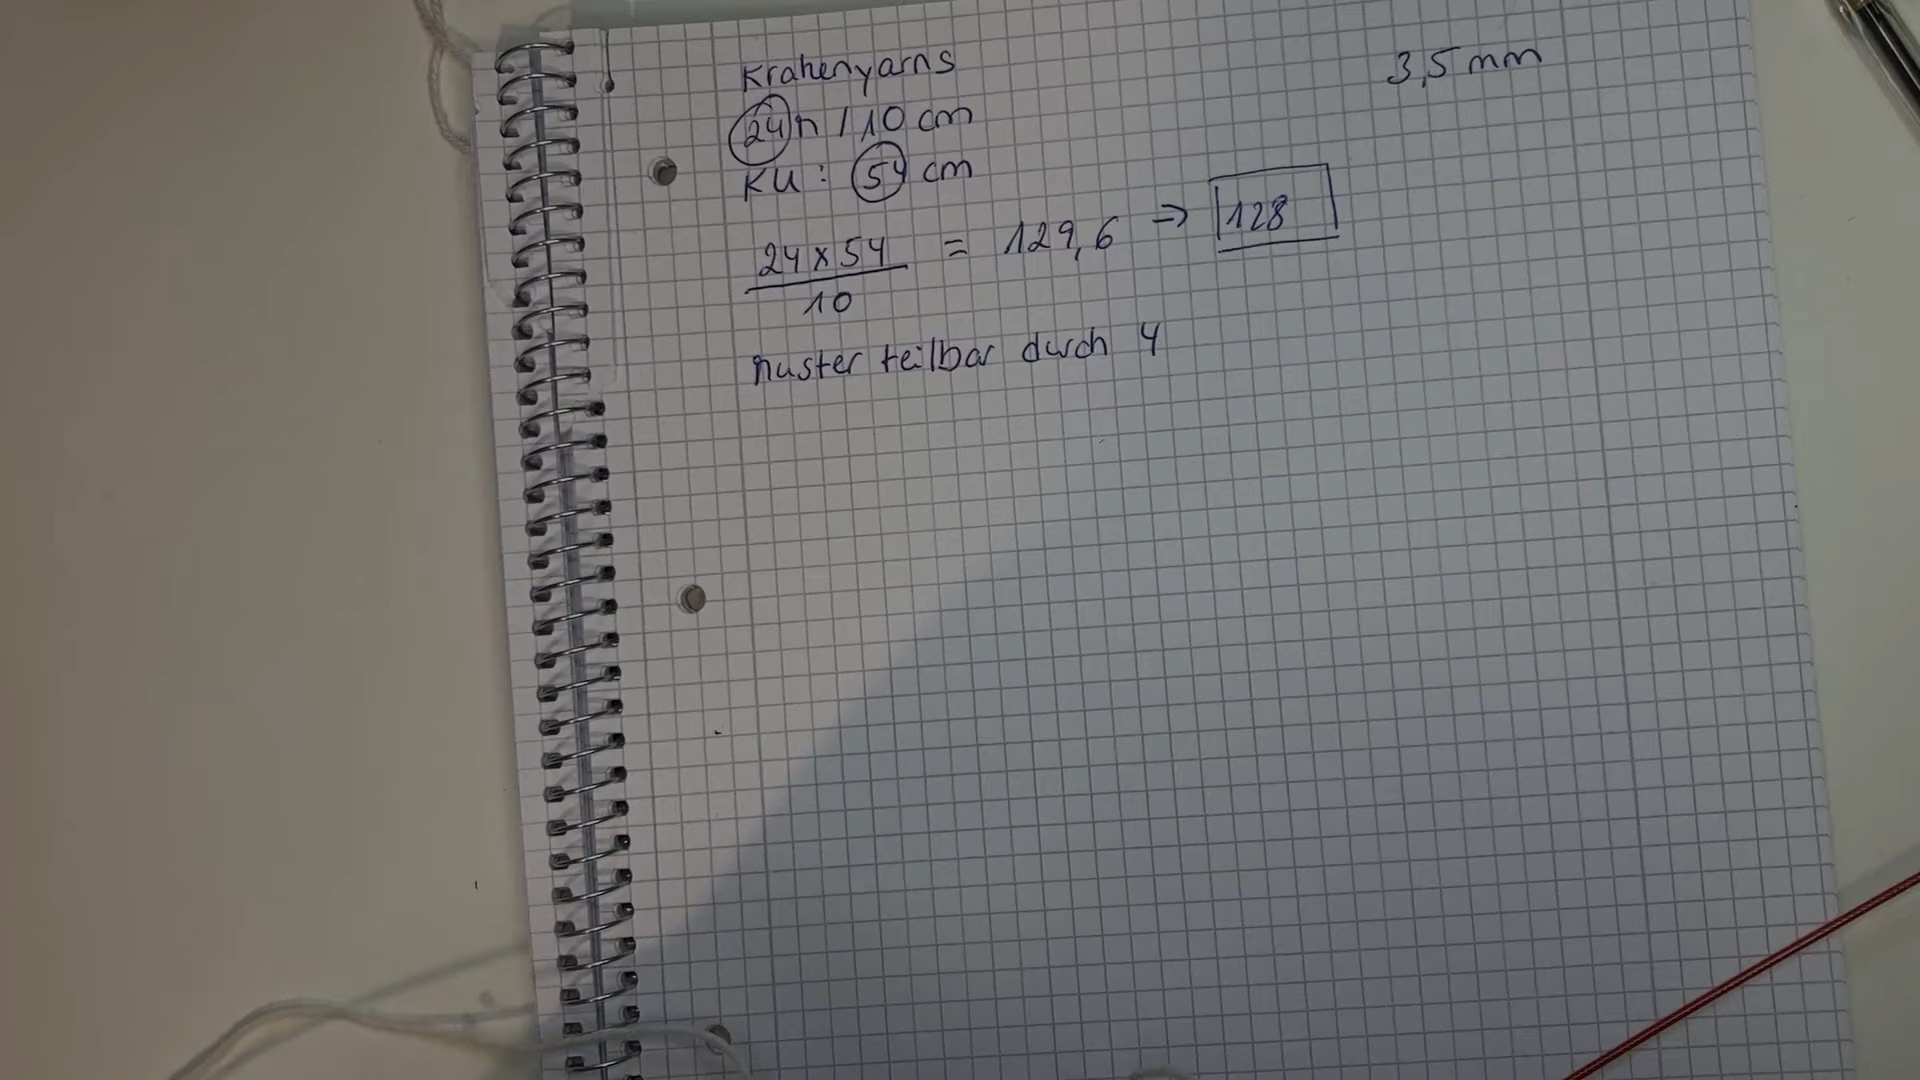 Krähenyarns
3,5 mm
24 M / 10 cm
KU: 54 cm
24 x 54 = 129,6 ⇒ 128
10
Muster teilbar durch 4